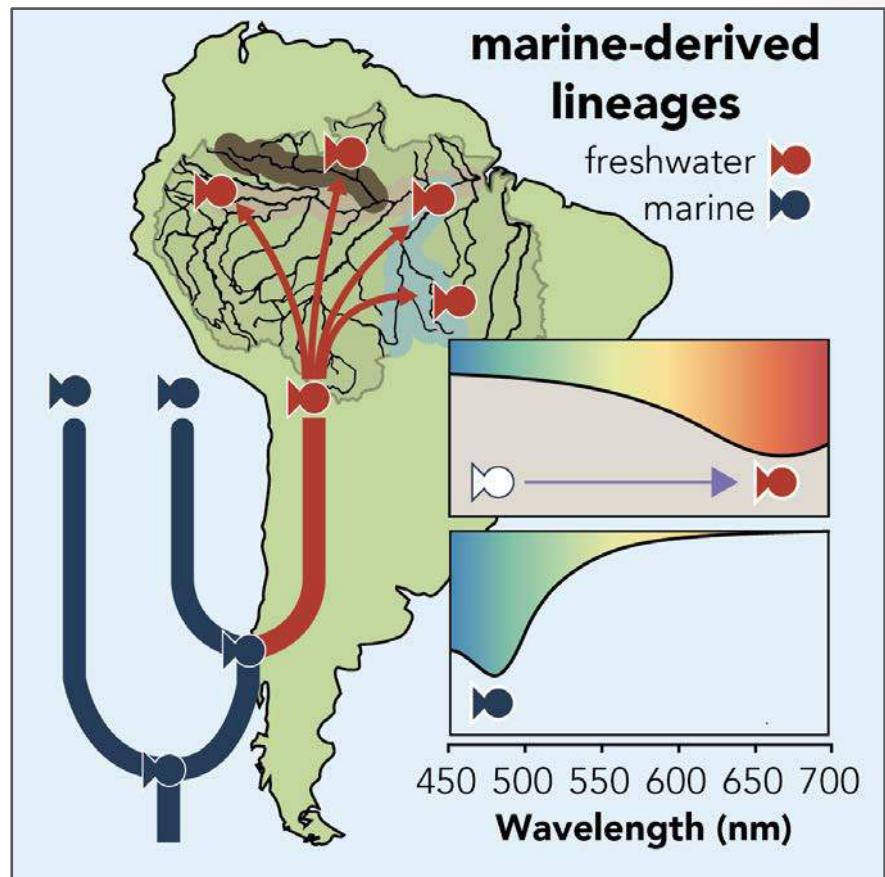 marine-derived
lineages
freshwater
marine
450 500 550 600 650 700
Wavelength (nm)